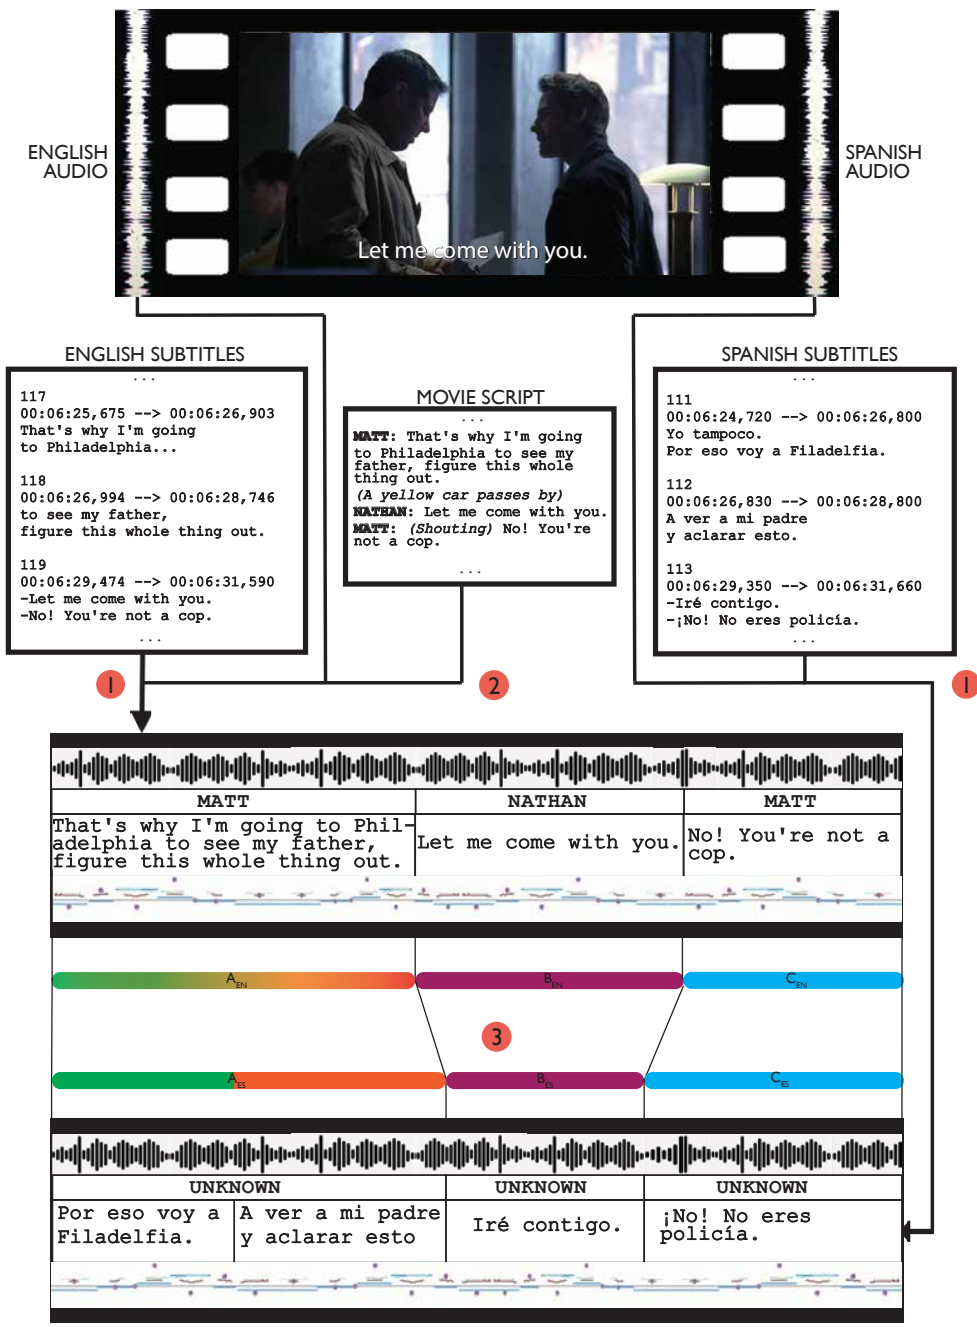 ENGLISH
AUDIO
SPANISH
AUDIO
Let me come with you.
ENGLISH SUBTITLES
...
117
00:06:25,675 --> 00:06:26,903
That's why I'm going
to Philadelphia...
118
00:06:26,994 --> 00:06:28,746
to see my father,
figure this whole thing out.
119
00:06:29,474 --> 00:06:31,590
-Let me come with you.
-No! You're not a cop.
...
MOVIE SCRIPT
...
MATT: That's why I'm going
to Philadelphia to see my
father, figure this whole
thing out.
(A yellow car passes by)
NATHAN: Let me come with you.
MATT: (Shouting) No! You're
not a cop.
...
SPANISH SUBTITLES
...
111
00:06:24,720 --> 00:06:26,800
Yo tampoco.
Por eso voy a Filadelfia.
112
00:06:26,830 --> 00:06:28,800
A ver a mi padre
y aclarar esto.
113
00:06:29,350 --> 00:06:31,660
-Iré contigo.
-¡No! No eres policía.
...
1
2
1
MATT
NATHAN
MATT
That's why I'm going to Phil-
adelphia to see my father,
figure this whole thing out.
Let me come with you.
No! You're not a
cop.
A EN
B EN
C EN
3
A ES
B ES
C ES
UNKNOWN
UNKNOWN
UNKNOWN
Por eso voy a
Filadelfia.
A ver a mi padre
y aclarar esto
Iré contigo.
¡No! No eres
policía.